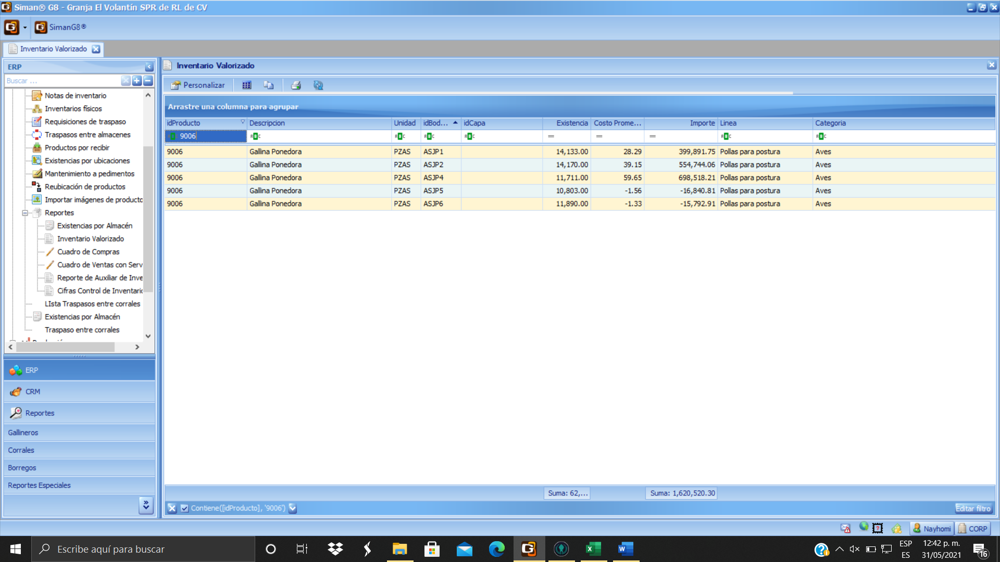 Siman® G8 - Granja El Volantín SPR de RL de CV
SimanG8®
Inventario Valorizado
ERP
Buscar ...
Notas de inventario
Inventarios físicos
Requisiciones de traspaso
Traspasos entre almacenes
Productos por recibir
Existencias por ubicaciones
Mantenimiento a pedimentos
Reubicación de productos
Importar imágenes de producto
Reportes
Existencias por Almacén
Inventario Valorizado
Cuadro de Compras
Cuadro de Ventas con Serv
Reporte de Auxiliar de Inve
Cifras Control de Inventario
LIsta Traspasos entre corrales
Existencias por Almacén
Traspaso entre corrales
ERP
CRM
Reportes
Gallineros
Corrales
Borregos
Reportes Especiales
Inventario Valorizado
Personalizar
Arrastre una columna para agrupar
idProducto Descripcion Unidad idBod... idCapa Existencia Costo Prome... Importe Linea Categoria
9006 = = =
9006 Gallina Ponedora PZAS ASJP1 14,133.00 28.29 399,891.75 Pollas para postura Aves
9006 Gallina Ponedora PZAS ASJP2 14,170.00 39.15 554,744.06 Pollas para postura Aves
9006 Gallina Ponedora PZAS ASJP4 11,711.00 59.65 698,518.21 Pollas para postura Aves
9006 Gallina Ponedora PZAS ASJP5 10,803.00 -1.56 -16,840.81 Pollas para postura Aves
9006 Gallina Ponedora PZAS ASJP6 11,890.00 -1.33 -15,792.91 Pollas para postura Aves
Suma: 62,... Suma: 1,620,520.30
Contiene([idProducto], '9006')
Editar filtro
Nayhomi CORP
Escribe aquí para buscar
ESP
ES
12:42 p. m.
31/05/2021
16